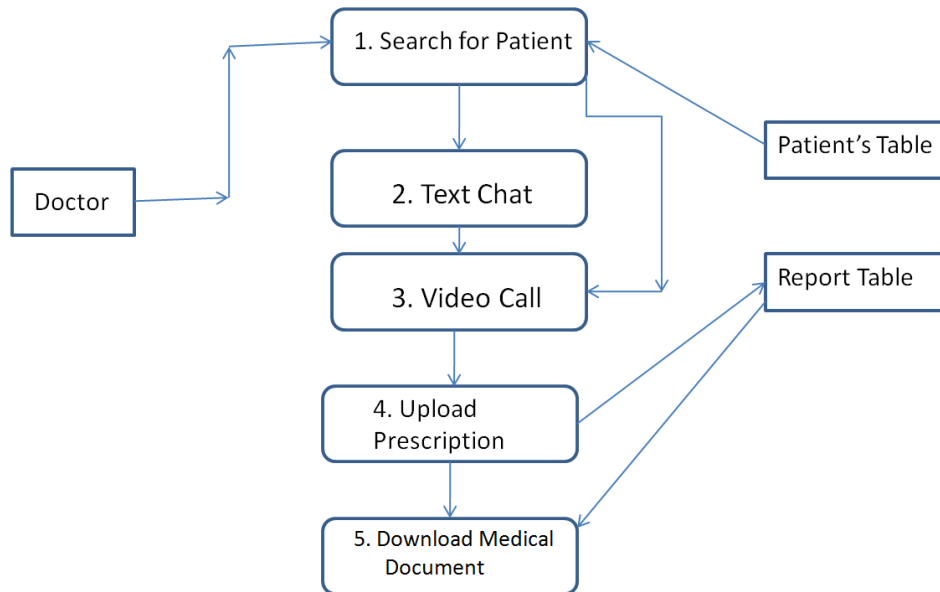 1. Search for Patient
Patient’s Table
Doctor
2. Text Chat
3. Video Call
Report Table
4. Upload
Prescription
5. Download Medical
Document